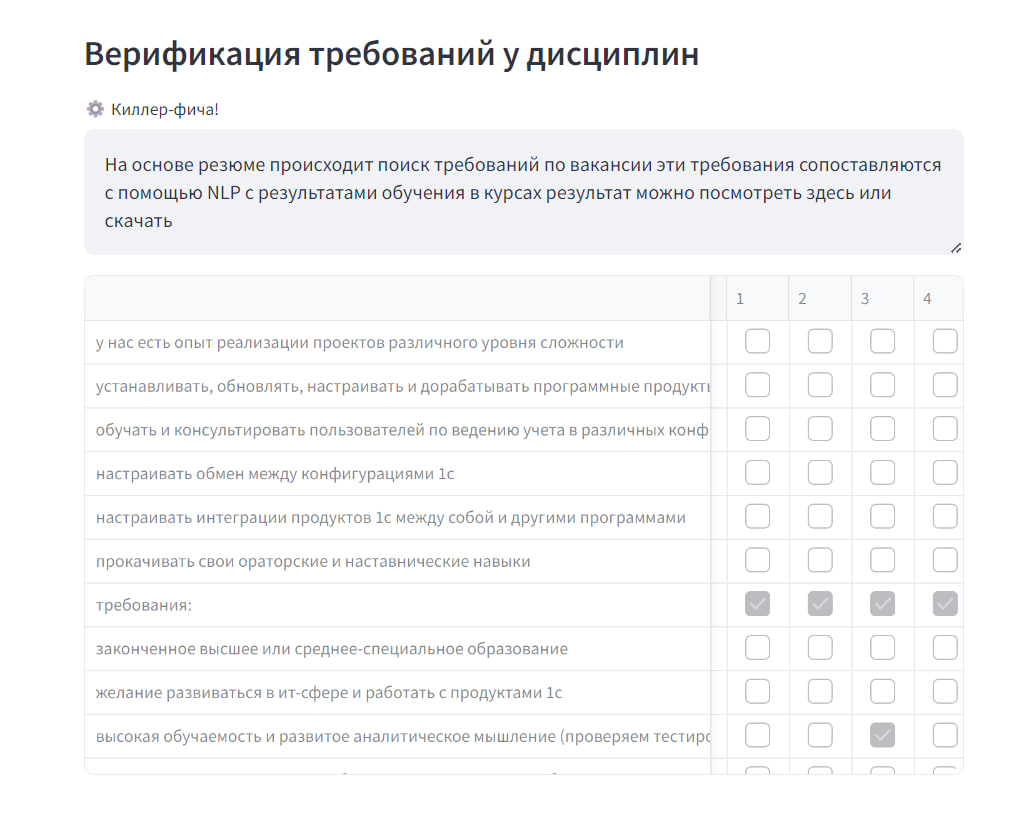 Верификация требований у дисциплин
Киллер-фича!
На основе резюме происходит поиск требований по вакансии эти требования сопоставляются
с помощью NLP с результатами обучения в курсах результат можно посмотреть здесь или
скачать
1 2 3 4
у нас есть опыт реализации проектов различного уровня сложности
устанавливать, обновлять, настраивать и дорабатывать программные продукты
обучать и консультировать пользователей по ведению учета в различных конф
настраивать обмен между конфигурациями 1с
настраивать интеграции продуктов 1с между собой и другими программами
прокачивать свои ораторские и наставнические навыки
требования:
законченное высшее или среднее-специальное образование
желание развиваться в ит-сфере и работать с продуктами 1с
высокая обучаемость и развитое аналитическое мышление (проверяем тестиро